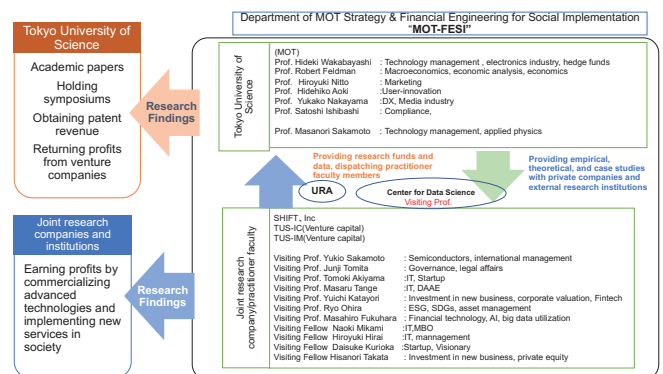 Department of MOT Strategy & Financial Engineering for Social Implementation
“MOT-FESI”
Tokyo University of
Science
Academic papers
Holding
symposiums
Obtaining patent
revenue
Returning profits
from venture
companies
Research
Findings
Tokyo University of
Science
(MOT)
Prof. Hideki Wakabayashi : Technology management , electronics industry, hedge funds
Prof. Robert Feldman : Macroeconomics, economic analysis, economics
Prof. Hiroyuki Nitto : Marketing
Prof. Hidehiko Aoki :User-innovation
Prof. Yukako Nakayama :DX, Media industry
Prof. Satoshi Ishibashi : Compliance,
Prof. Masanori Sakamoto : Technology management, applied physics
Providing research funds and
data, dispatching practitioner
faculty members
Providing empirical,
theoretical, and case studies
with private companies and
external research institutions
URA
Center for Data Science
Visiting Prof.
Joint research
companies and
institutions
Earning profits by
commercializing
advanced
technologies and
implementing new
services in
society
Research
Findings
Joint research
company/practitioner faculty
SHIFT, Inc
TUS-IC(Venture capital)
TUS-IM(Venture capital)
Visiting Prof. Yukio Sakamoto : Semiconductors, international management
Visiting Prof. Junji Tomita : Governance, legal affairs
Visiting Prof. Tomoki Akiyama :IT, Startup
Visiting Prof. Masaru Tange :IT, DAAE
Visiting Prof. Yuichi Katayori : Investment in new business, corporate valuation, Fintech
Visiting Prof. Ryo Ohira : ESG, SDGs, asset management
Visiting Prof. Masahiro Fukuhara : Financial technology, AI, big data utilization
Visiting Fellow Naoki Mikami :IT,MBO
Visiting Fellow Hiroyuki Hirai :IT, mannagement
Visiting Fellow Daisuke Kurioka :Startup, Visionary
Visiting Fellow Hisanori Takata : Investment in new business, private equity